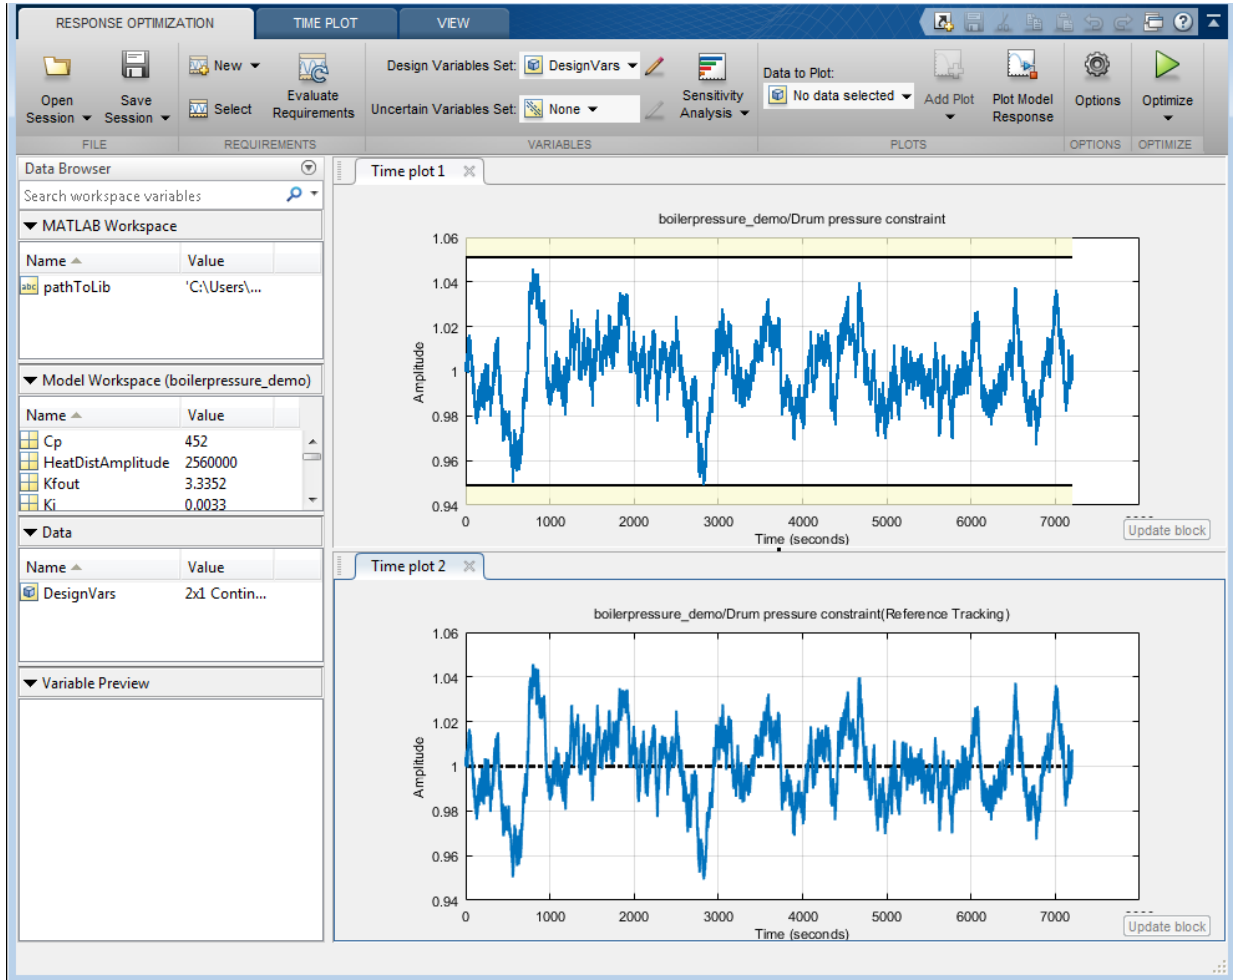 RESPONSE OPTIMIZATION TIME PLOT VIEW
New Design Variables Set: DesignVars Data to Plot:
Open Session Save Session Select Evaluate Requirements Uncertain Variables Set: None Sensitivity Analysis No data selected Add Plot Plot Model Response Options Optimize
FILE REQUIREMENTS VARIABLES PLOTS OPTIONS OPTIMIZE
Data Browser
Search workspace variables
MATLAB Workspace
Name Value
abc pathToLib 'C:\Users\...
Model Workspace (boilerpressure_demo)
Name Value
Cp 452
HeatDistAmplitude 2560000
Kfout 3.3352
Ki 0.0033
Data
Name Value
DesignVars 2x1 Contin...
Variable Preview
Time plot 1
boilerpressure_demo/Drum pressure constraint
1.06
1.04
1.02
1
0.98
0.96
0.94
Amplitude
0 1000 2000 3000 4000 5000 6000 7000
Time (seconds)
Update block
Time plot 2
boilerpressure_demo/Drum pressure constraint(Reference Tracking)
1.06
1.04
1.02
1
0.98
0.96
0.94
Amplitude
0 1000 2000 3000 4000 5000 6000 7000
Time (seconds)
Update block